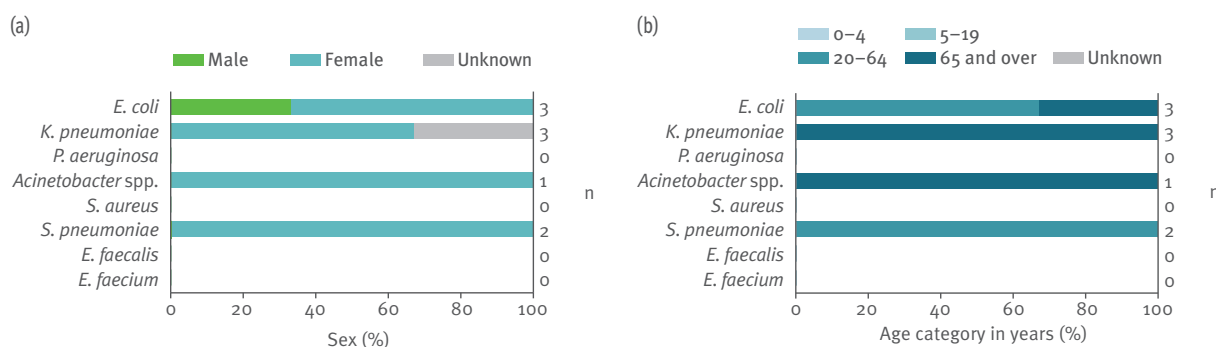 (a)
Male Female Unknown
E. coli 3
K. pneumoniae 3
P. aeruginosa 0
Acinetobacter spp. 1
S. aureus 0
S. pneumoniae 2
E. faecalis 0
E. faecium 0
n
0 20 40 60 80 100
Sex (%)
(b)
0–4 5–19
20–64 65 and over Unknown
E. coli 3
K. pneumoniae 3
P. aeruginosa 0
Acinetobacter spp. 1
S. aureus 0
S. pneumoniae 2
E. faecalis 0
E. faecium 0
n
0 20 40 60 80 100
Age category in years (%)